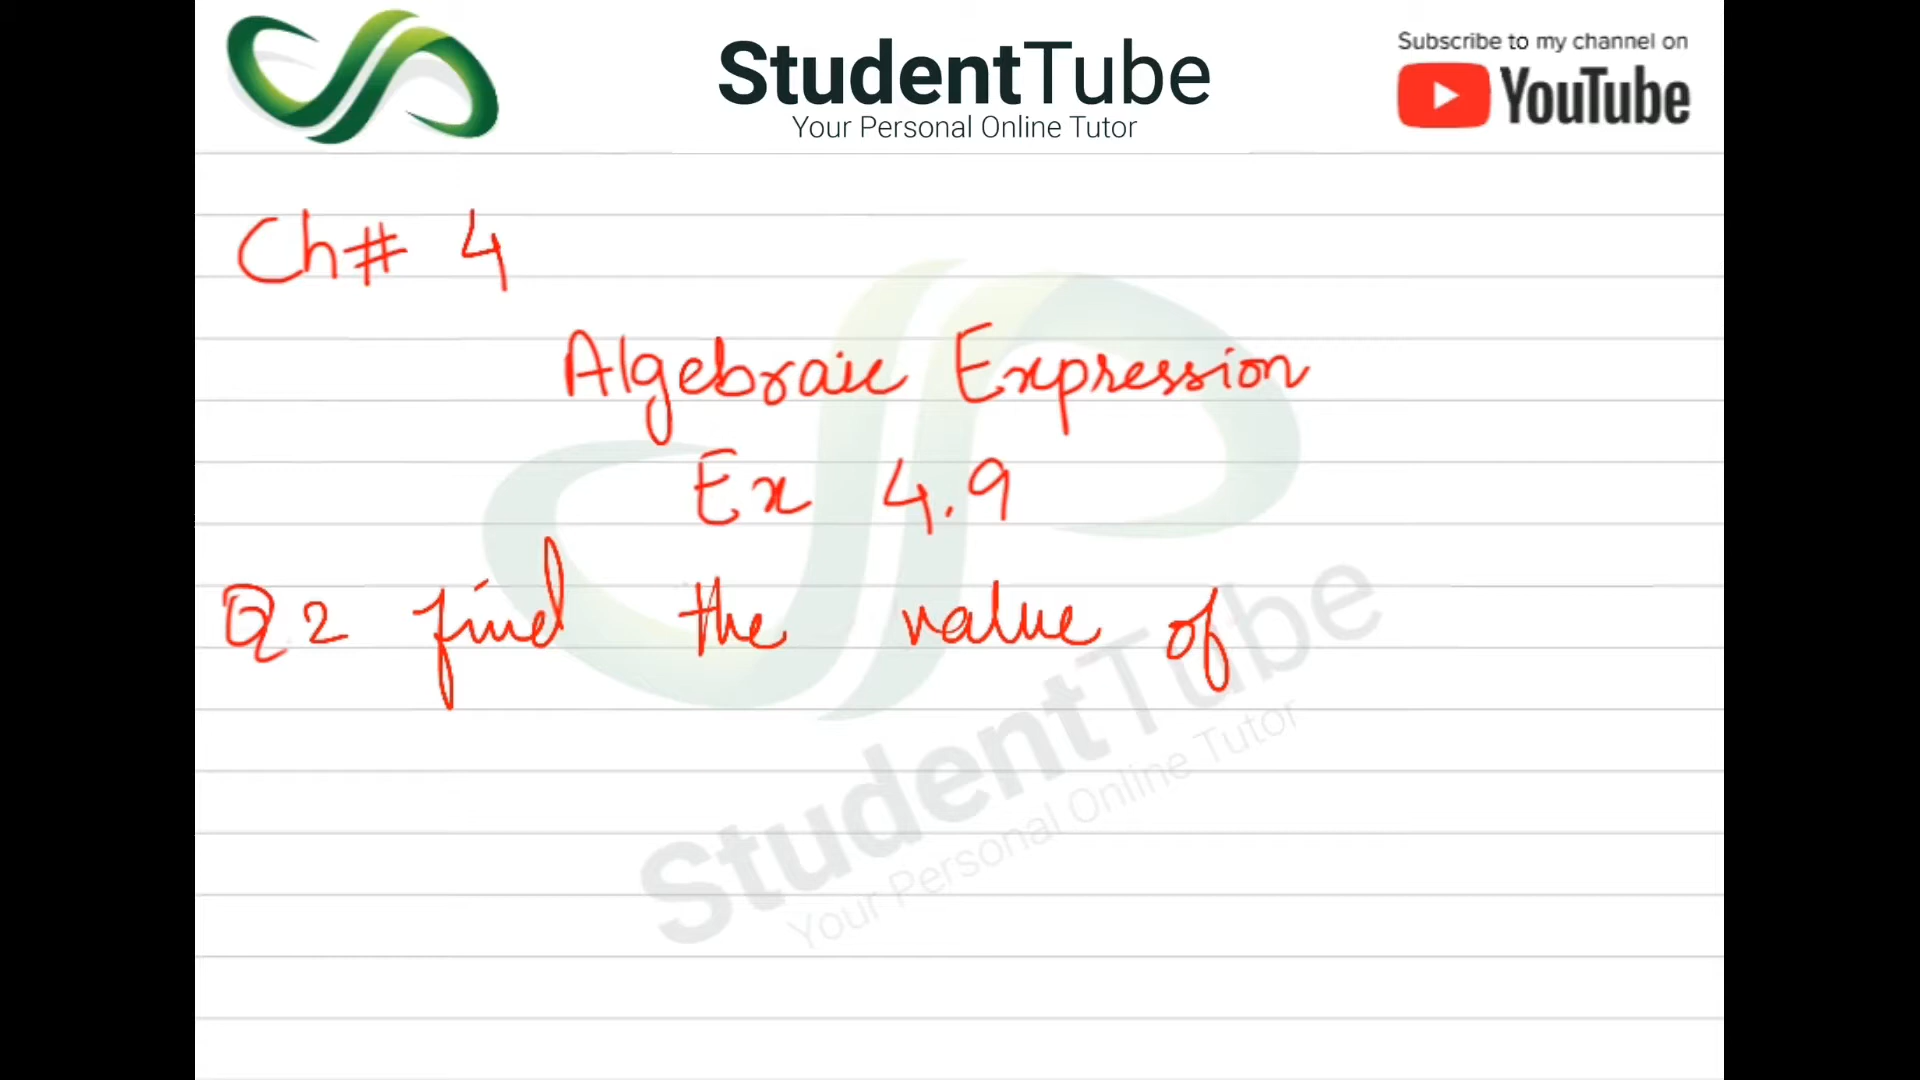 StudentTube
Your Personal Online Tutor
Subscribe to my channel on
YouTube
Ch# 4
Algebraic Expression
Ex 4.9
Q2 find the value of
StudentTube
Your Personal Online Tutor